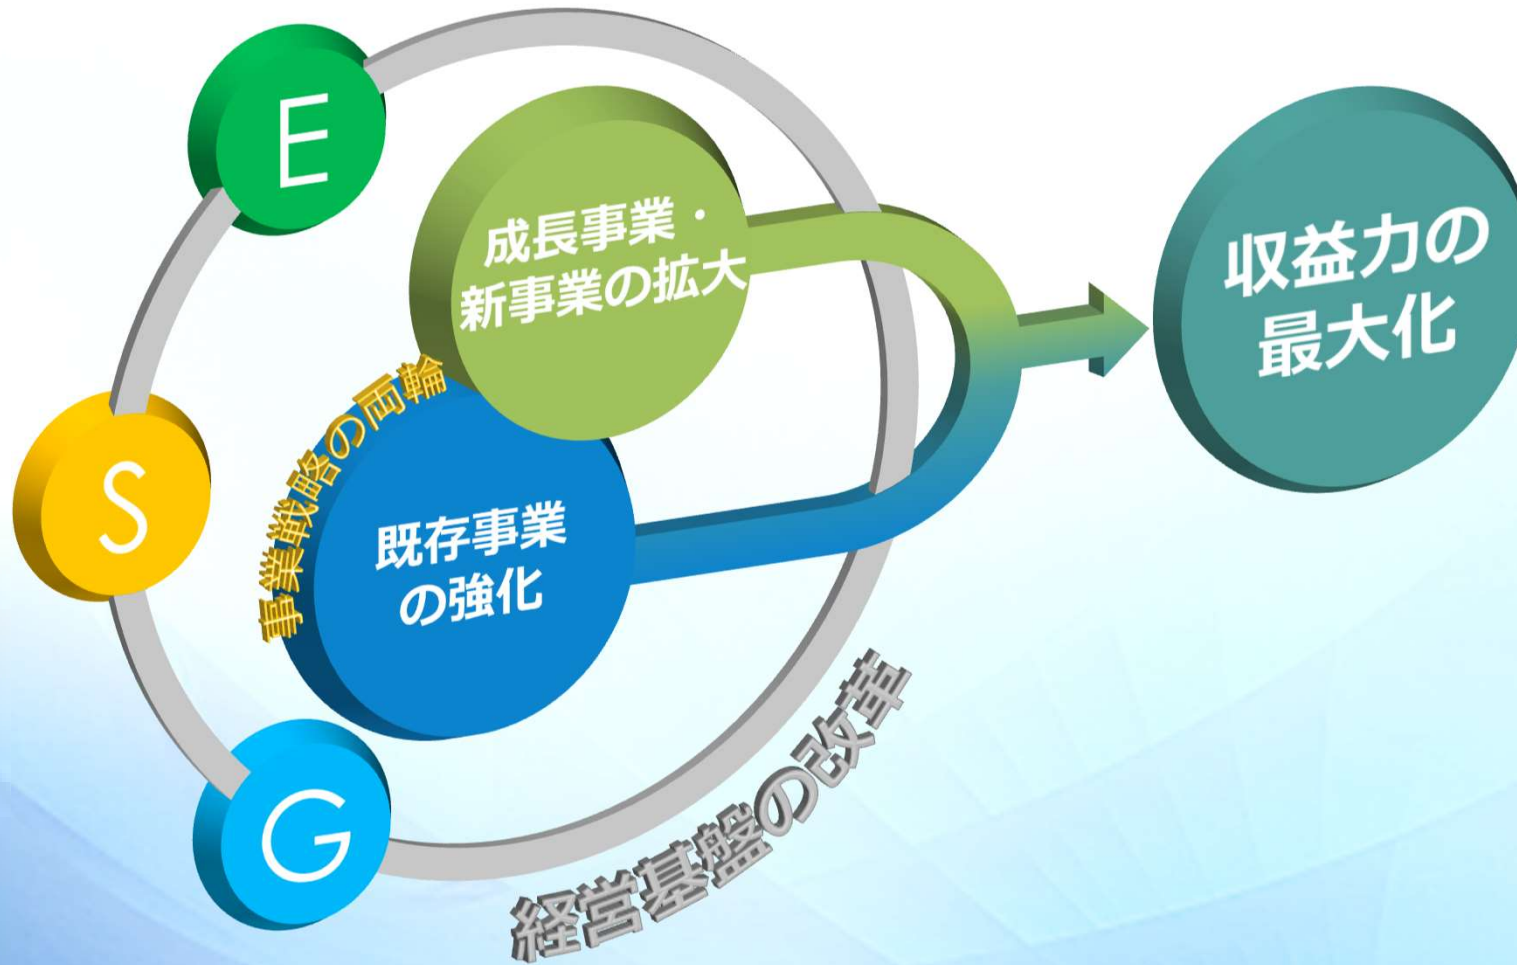 E
S
G
成長事業・
新事業の拡大
事業戦略の両輪
既存事業
の強化
経営基盤の改革
収益力の
最大化